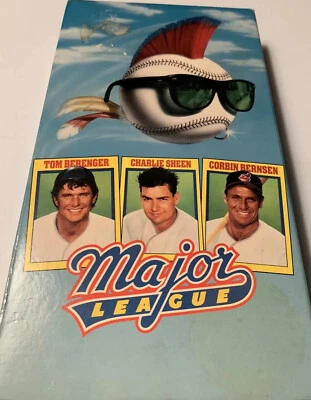 TOM BERENGER CHARLIE SHEEN CORBIN BERNSEN
Major
LEAGUE